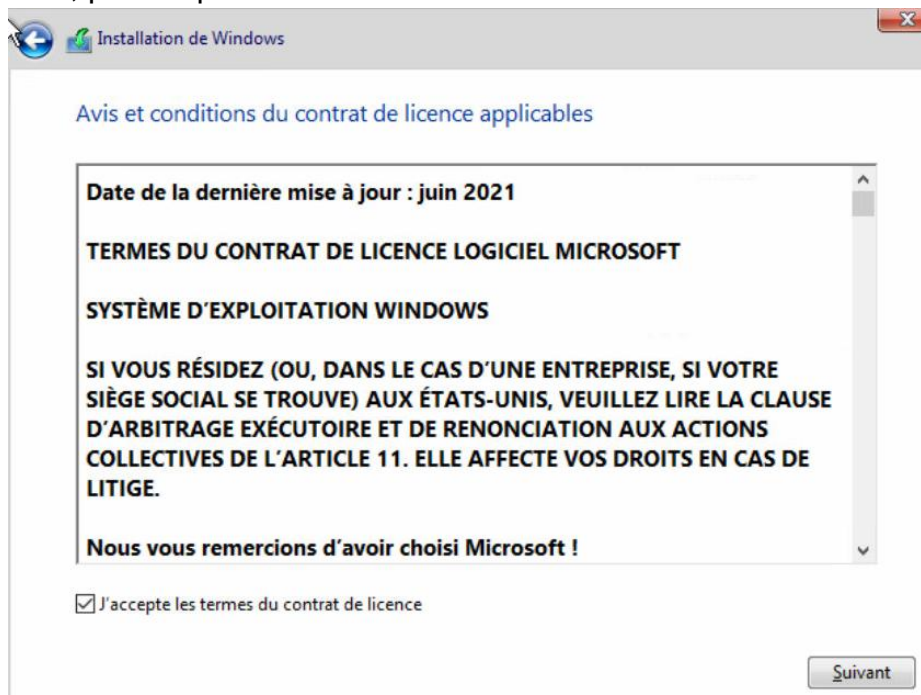 Installation de Windows
Avis et conditions du contrat de licence applicables
Date de la dernière mise à jour : juin 2021
TERMES DU CONTRAT DE LICENCE LOGICIEL MICROSOFT
SYSTÈME D’EXPLOITATION WINDOWS
SI VOUS RÉSIDEZ (OU, DANS LE CAS D’UNE ENTREPRISE, SI VOTRE
SIÈGE SOCIAL SE TROUVE) AUX ÉTATS-UNIS, VEUILLEZ LIRE LA CLAUSE
D’ARBITRAGE EXÉCUTOIRE ET DE RENONCIATION AUX ACTIONS
COLLECTIVES DE L’ARTICLE 11. ELLE AFFECTE VOS DROITS EN CAS DE
LITIGE.
Nous vous remercions d’avoir choisi Microsoft !
J’accepte les termes du contrat de licence
Suivant